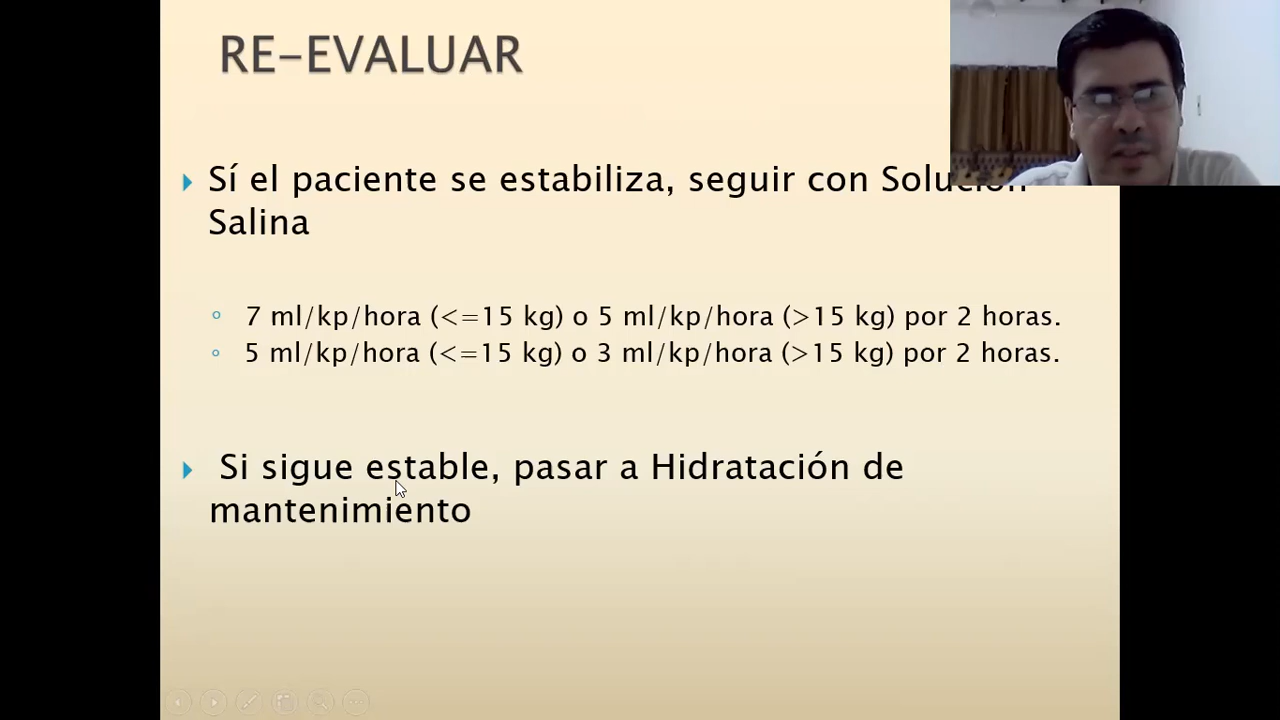 RE-EVALUAR
Sí el paciente se estabiliza, seguir con Solución
Salina
7 ml/kp/hora (<=15 kg) o 5 ml/kp/hora (>15 kg) por 2 horas.
5 ml/kp/hora (<=15 kg) o 3 ml/kp/hora (>15 kg) por 2 horas.
Si sigue estable, pasar a Hidratación de
mantenimiento